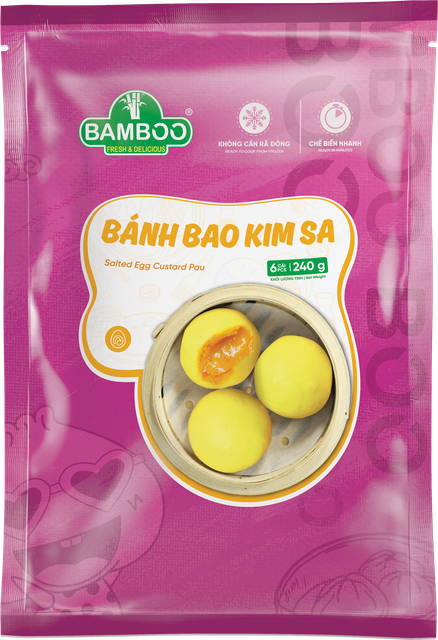 BAMBOO®
FRESH & DELICIOUS
KHÔNG CẦN RÃ ĐÔNG
READY TO COOK FROM FROZEN
CHẾ BIẾN NHANH
READY IN MINUTES
BÁNH BAO KIM SA
Salted Egg Custard Pau
6 CÁI PCS | 240 g
KHỐI LƯỢNG TỊNH | Net Weight